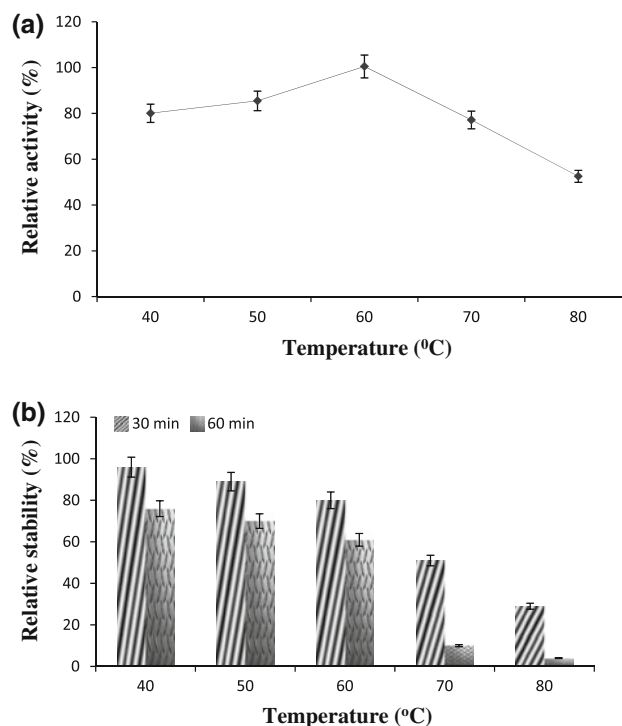 (a)
Relative activity (%)
120
100
80
60
40
20
0
40 50 60 70 80
Temperature (⁰C)
(b)
Relative stability (%)
30 min 60 min
120
100
80
60
40
20
0
40 50 60 70 80
Temperature (ᵒC)